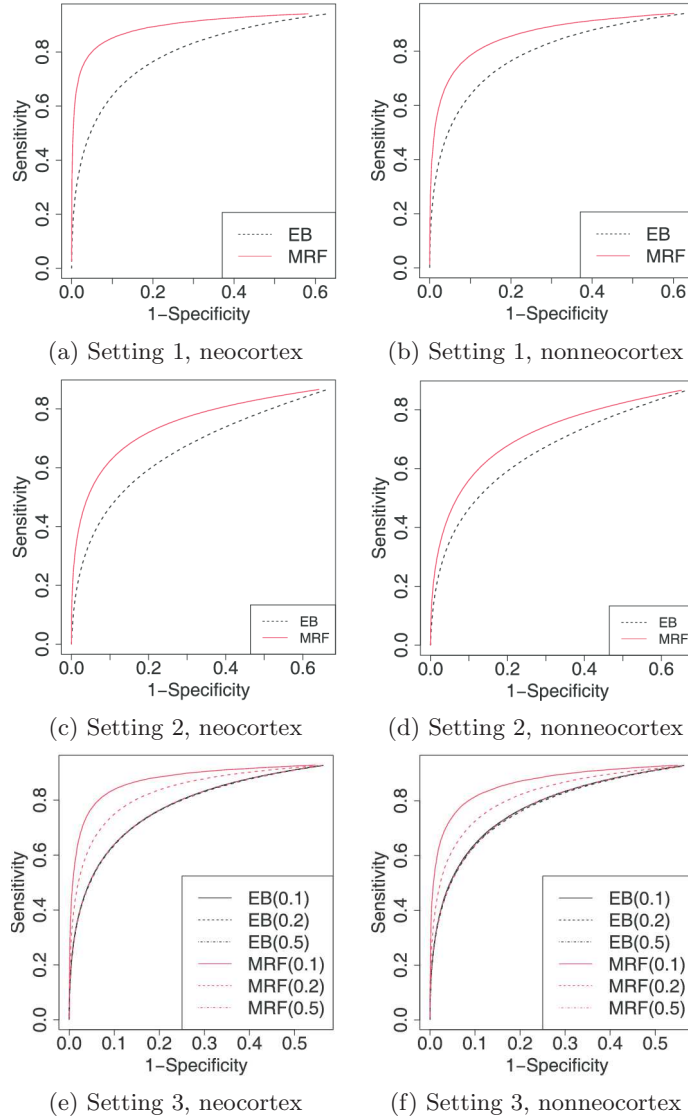 Sensitivity
0.0 0.2 0.4 0.6 0.8
EB
MRF
0.0 0.2 0.4 0.6
1-Specificity
(a) Setting 1, neocortex
Sensitivity
0.0 0.2 0.4 0.6 0.8
EB
MRF
0.0 0.2 0.4 0.6
1-Specificity
(b) Setting 1, nonneocortex
Sensitivity
0.0 0.2 0.4 0.6 0.8
EB
MRF
0.0 0.2 0.4 0.6
1-Specificity
(c) Setting 2, neocortex
Sensitivity
0.0 0.2 0.4 0.6 0.8
EB
MRF
0.0 0.2 0.4 0.6
1-Specificity
(d) Setting 2, nonneocortex
Sensitivity
0.0 0.2 0.4 0.6 0.8
EB(0.1)
EB(0.2)
EB(0.5)
MRF(0.1)
MRF(0.2)
MRF(0.5)
0.0 0.1 0.2 0.3 0.4 0.5
1-Specificity
(e) Setting 3, neocortex
Sensitivity
0.0 0.2 0.4 0.6 0.8
EB(0.1)
EB(0.2)
EB(0.5)
MRF(0.1)
MRF(0.2)
MRF(0.5)
0.0 0.1 0.2 0.3 0.4 0.5
1-Specificity
(f) Setting 3, nonneocortex